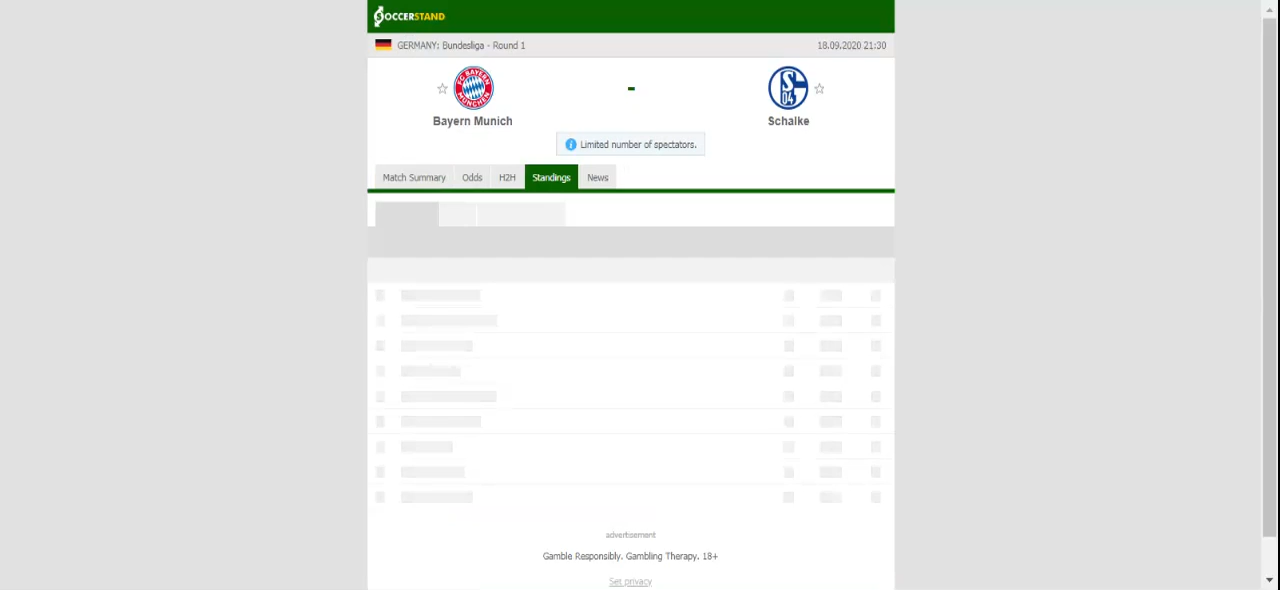 SOCCERSTAND
GERMANY: Bundesliga - Round 1 18.09.2020 21:30
Bayern Munich - Schalke
Limited number of spectators.
Match Summary Odds H2H Standings News
advertisement
Gamble Responsibly. Gambling Therapy. 18+
Set privacy